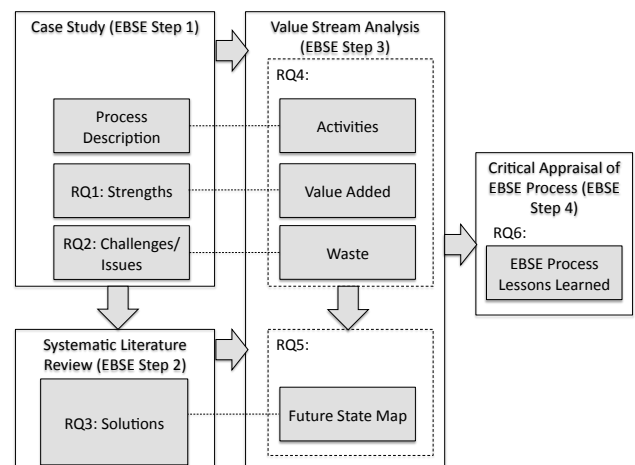 Case Study (EBSE Step 1)
Process
Description
RQ1: Strengths
RQ2: Challenges/
Issues
Systematic Literature
Review (EBSE Step 2)
RQ3: Solutions
Value Stream Analysis
(EBSE Step 3)
RQ4:
Activities
Value Added
Waste
RQ5:
Future State Map
Critical Appraisal of
EBSE Process (EBSE
Step 4)
RQ6:
EBSE Process
Lessons Learned